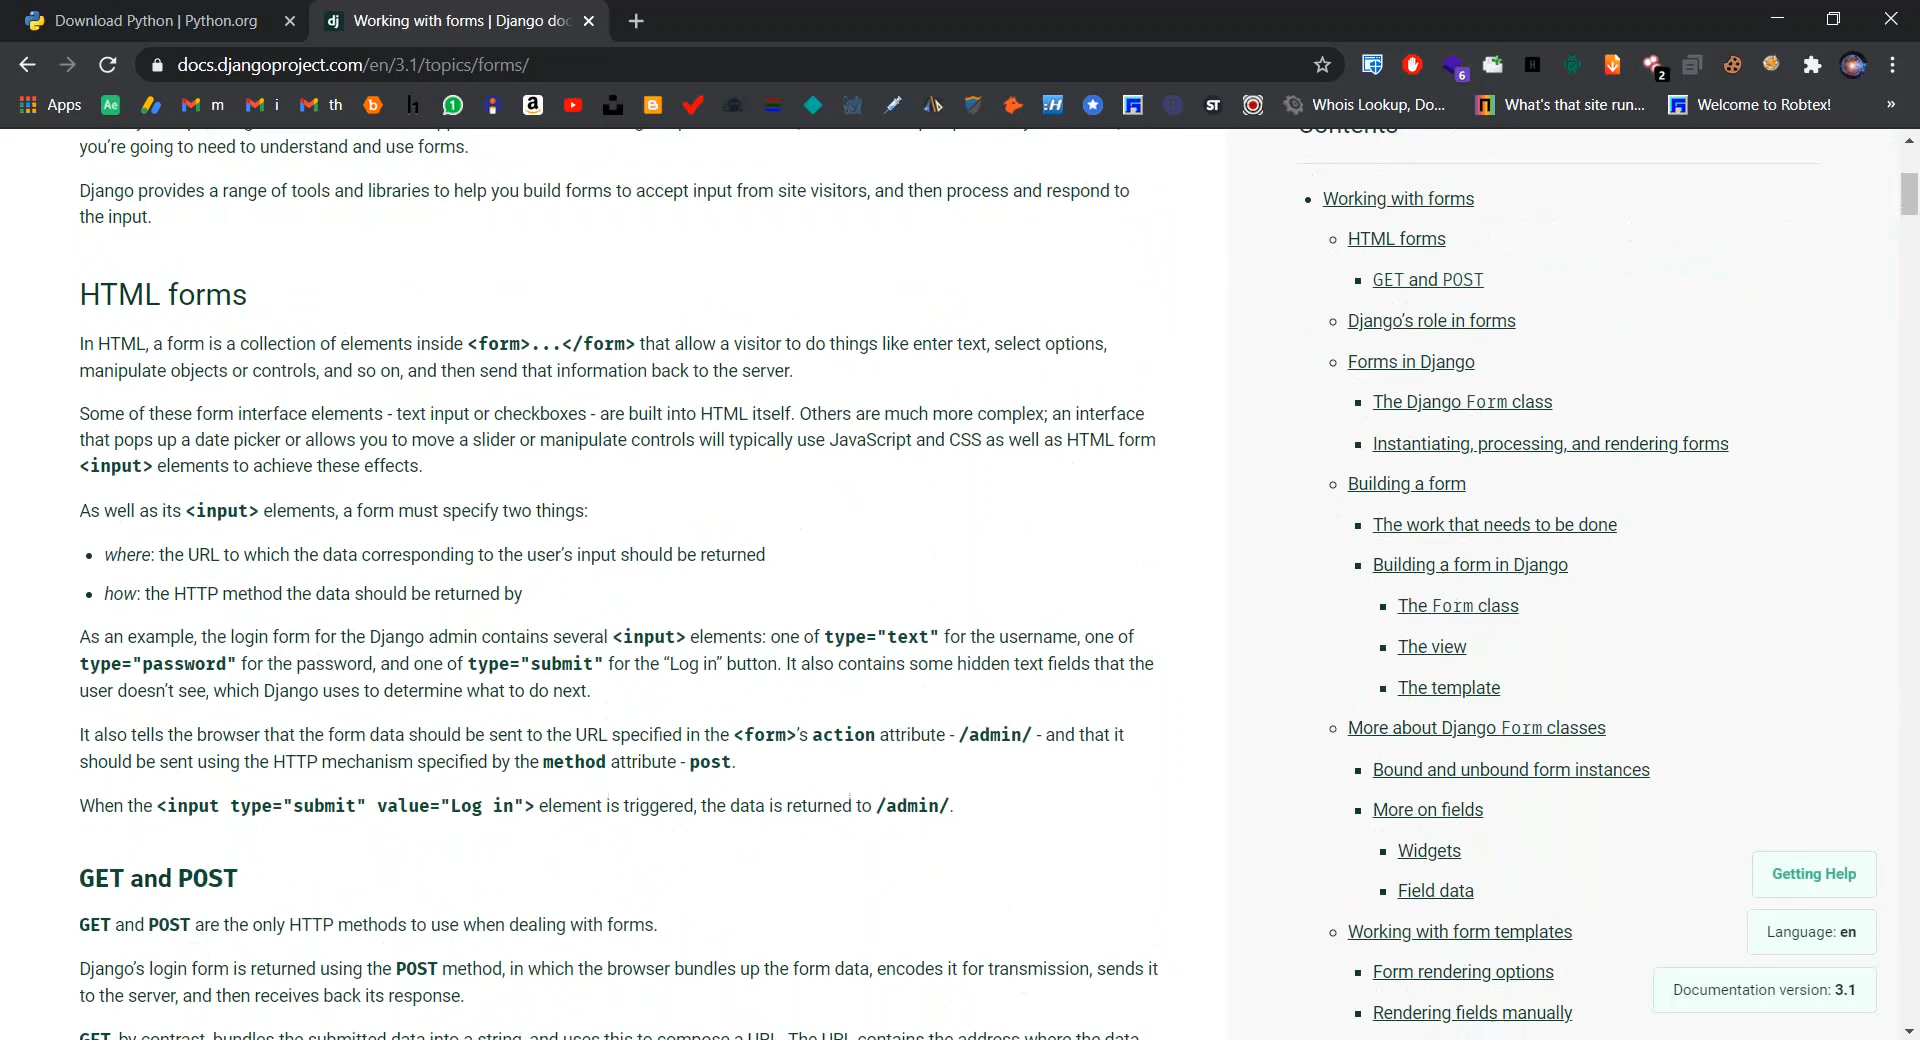 Download Python | Python.org
Working with forms | Django doc
docs.djangoproject.com/en/3.1/topics/forms/
6
2
Apps
m
i
th
Whois Lookup, Do...
What's that site run...
Welcome to Robtex!
you're going to need to understand and use forms.
Django provides a range of tools and libraries to help you build forms to accept input from site visitors, and then process and respond to
the input.
HTML forms
In HTML, a form is a collection of elements inside <form>...</form> that allow a visitor to do things like enter text, select options,
manipulate objects or controls, and so on, and then send that information back to the server.
Some of these form interface elements - text input or checkboxes - are built into HTML itself. Others are much more complex; an interface
that pops up a date picker or allows you to move a slider or manipulate controls will typically use JavaScript and CSS as well as HTML form
<input> elements to achieve these effects.
As well as its <input> elements, a form must specify two things:
• where: the URL to which the data corresponding to the user's input should be returned
• how: the HTTP method the data should be returned by
As an example, the login form for the Django admin contains several <input> elements: one of type="text" for the username, one of
type="password" for the password, and one of type="submit" for the “Log in” button. It also contains some hidden text fields that the
user doesn't see, which Django uses to determine what to do next.
It also tells the browser that the form data should be sent to the URL specified in the <form>'s action attribute - /admin/ - and that it
should be sent using the HTTP mechanism specified by the method attribute - post.
When the <input type="submit" value="Log in"> element is triggered, the data is returned to /admin/.
GET and POST
GET and POST are the only HTTP methods to use when dealing with forms.
Django's login form is returned using the POST method, in which the browser bundles up the form data, encodes it for transmission, sends it
to the server, and then receives back its response.
GET, by contrast, bundles the submitted data into a string, and uses this to compose a URL. The URL contains the address where the data
Contents
Working with forms
HTML forms
GET and POST
Django's role in forms
Forms in Django
The Django Form class
Instantiating, processing, and rendering forms
Building a form
The work that needs to be done
Building a form in Django
The Form class
The view
The template
More about Django Form classes
Bound and unbound form instances
More on fields
Widgets
Field data
Working with form templates
Form rendering options
Rendering fields manually
Getting Help
Language: en
Documentation version: 3.1